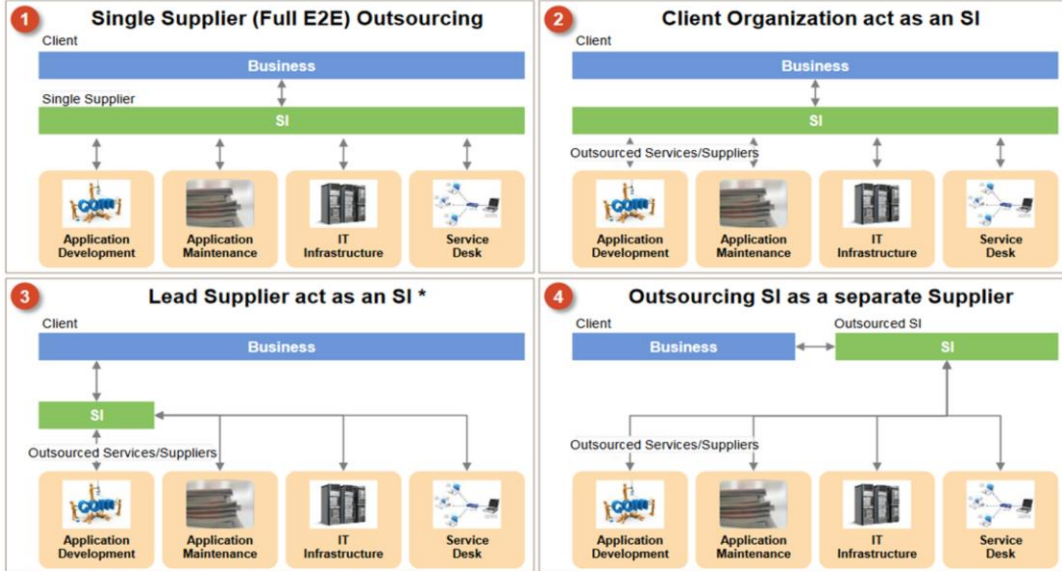 1
Single Supplier (Full E2E) Outsourcing
Client
Business
Single Supplier
SI
com
Application
Development
Application
Maintenance
IT
Infrastructure
Service
Desk
2
Client Organization act as an SI
Client
Business
SI
Outsourced Services/Suppliers
com
Application
Development
Application
Maintenance
IT
Infrastructure
Service
Desk
3
Lead Supplier act as an SI *
Client
Business
SI
Outsourced Services/Suppliers
com
Application
Development
Application
Maintenance
IT
Infrastructure
Service
Desk
4
Outsourcing SI as a separate Supplier
Client
Outsourced SI
Business
SI
Outsourced Services/Suppliers
com
Application
Development
Application
Maintenance
IT
Infrastructure
Service
Desk